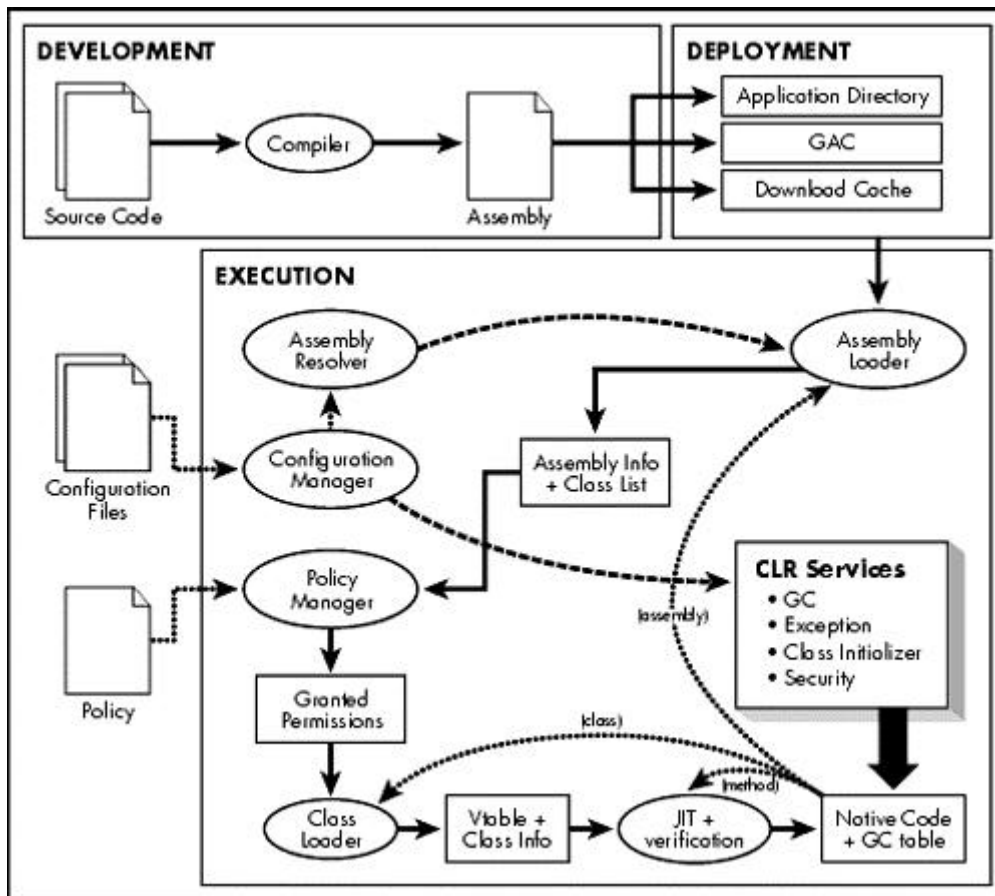 DEVELOPMENT
Source Code
Compiler
Assembly
DEPLOYMENT
Application Directory
GAC
Download Cache
EXECUTION
Assembly
Resolver
Assembly
Loader
Configuration
Files
Configuration
Manager
Assembly Info
+ Class List
Policy
Policy
Manager
CLR Services
• GC
• Exception
• Class Initializer
• Security
(assembly)
Granted
Permissions
(class)
(method)
Class
Loader
Vtable +
Class Info
JIT +
verification
Native Code
+ GC table